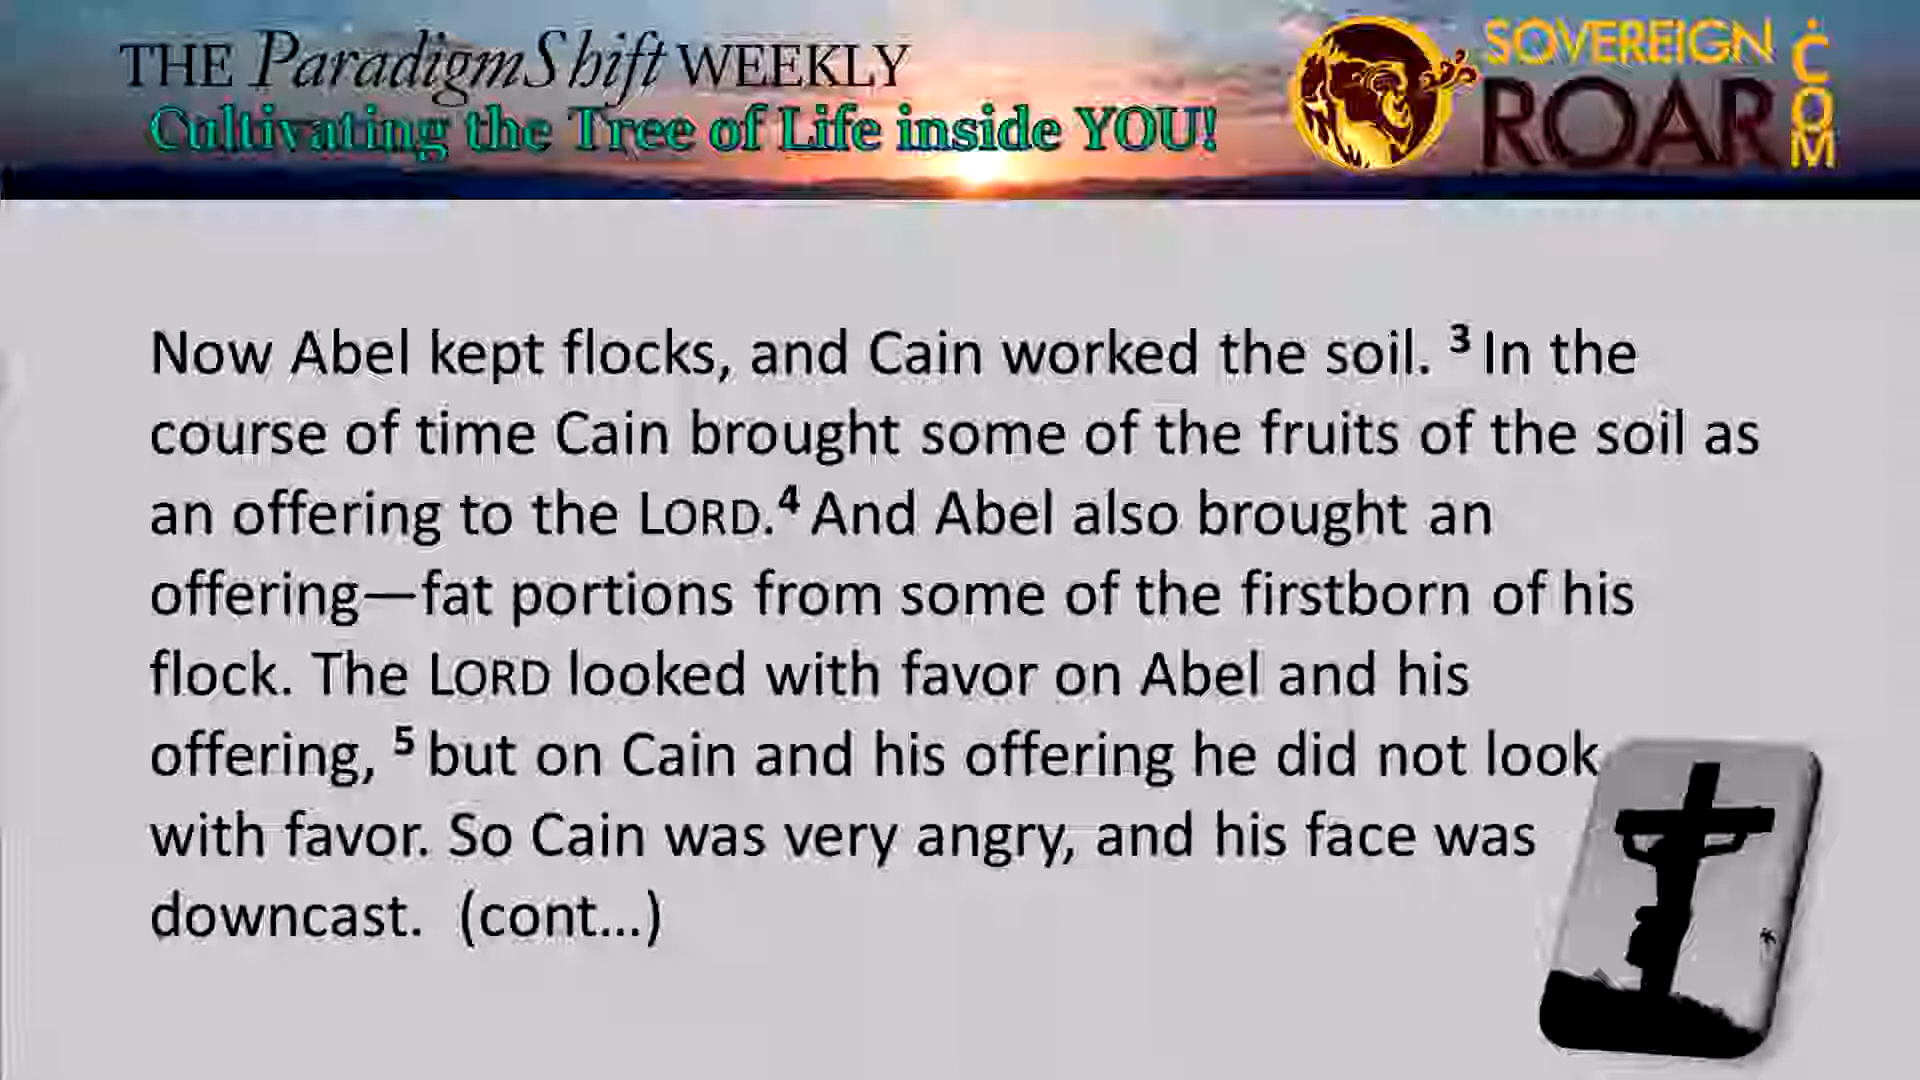 THE ParadigmShift WEEKLY
Cultivating the Tree of Life inside YOU!
SOVEREIGN
ROAR
.COM
Now Abel kept flocks, and Cain worked the soil. ³ In the
course of time Cain brought some of the fruits of the soil as
an offering to the LORD.⁴ And Abel also brought an
offering—fat portions from some of the firstborn of his
flock. The LORD looked with favor on Abel and his
offering, ⁵ but on Cain and his offering he did not look
with favor. So Cain was very angry, and his face was
downcast. (cont...)